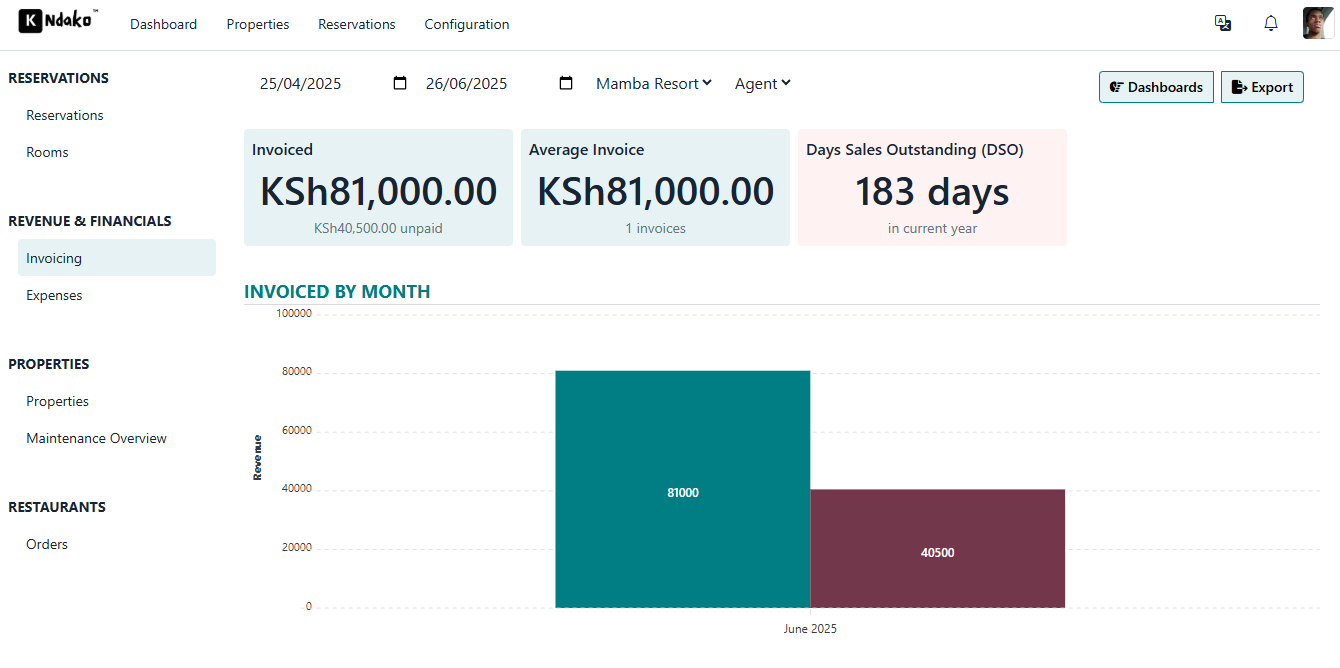 K Ndako™ Dashboard Properties Reservations Configuration
RESERVATIONS
Reservations
Rooms
REVENUE & FINANCIALS
Invoicing
Expenses
PROPERTIES
Properties
Maintenance Overview
RESTAURANTS
Orders
25/04/2025 26/06/2025 Mamba Resort Agent Dashboards Export
Invoiced
KSh81,000.00
KSh40,500.00 unpaid
Average Invoice
KSh81,000.00
1 invoices
Days Sales Outstanding (DSO)
183 days
in current year
INVOICED BY MONTH
100000
80000
60000
40000
20000
0
Revenue
81000
40500
June 2025